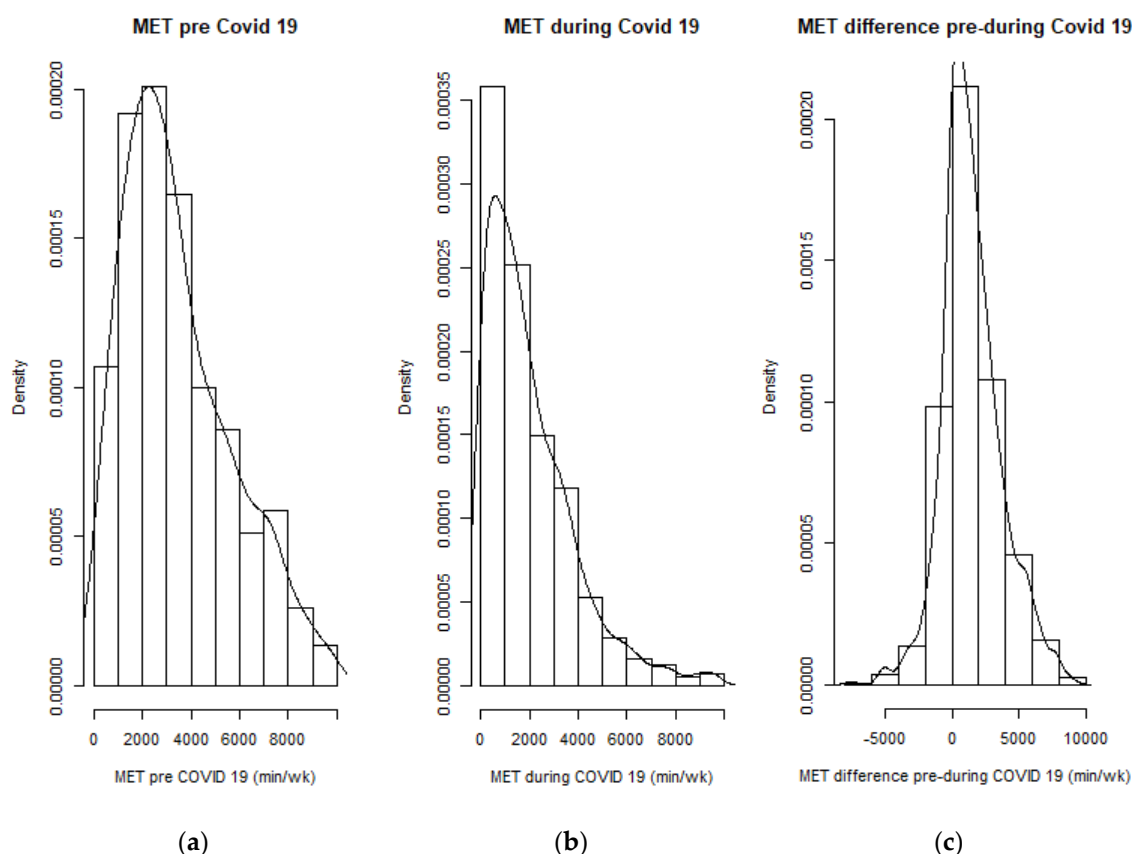 MET pre Covid 19
0.00020
0.00015
0.00010
0.00005
0.00000
Density
0 2000 4000 6000 8000
MET pre COVID 19 (min/wk)
(a)
MET during Covid 19
0.00035
0.00030
0.00025
0.00020
0.00015
0.00010
0.00005
0.00000
Density
0 2000 4000 6000 8000
MET during COVID 19 (min/wk)
(b)
MET difference pre-during Covid 19
0.00020
0.00015
0.00010
0.00005
0.00000
Density
-5000 0 5000 10000
MET difference pre-during COVID 19 (min/wk)
(c)